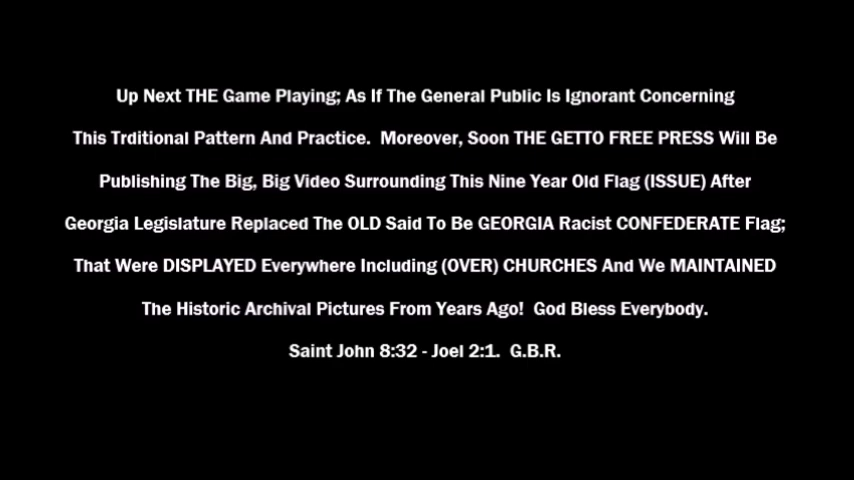 Up Next THE Game Playing; As If The General Public Is Ignorant Concerning
This Trditional Pattern And Practice.  Moreover, Soon THE GETTO FREE PRESS Will Be
Publishing The Big, Big Video Surrounding This Nine Year Old Flag (ISSUE) After
Georgia Legislature Replaced The OLD Said To Be GEORGIA Racist CONFEDERATE Flag;
That Were DISPLAYED Everywhere Including (OVER) CHURCHES And We MAINTAINED
The Historic Archival Pictures From Years Ago!  God Bless Everybody.
Saint John 8:32 - Joel 2:1.  G.B.R.